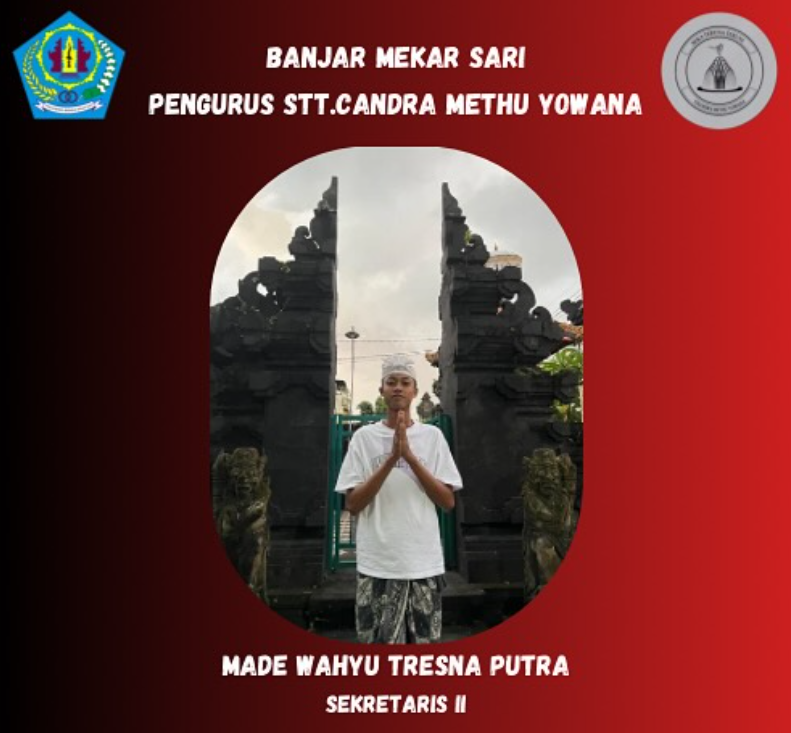 BANJAR MEKAR SARI
PENGURUS STT.CANDRA METHU YOWANA
MADE WAHYU TRESNA PUTRA
SEKRETARIS II